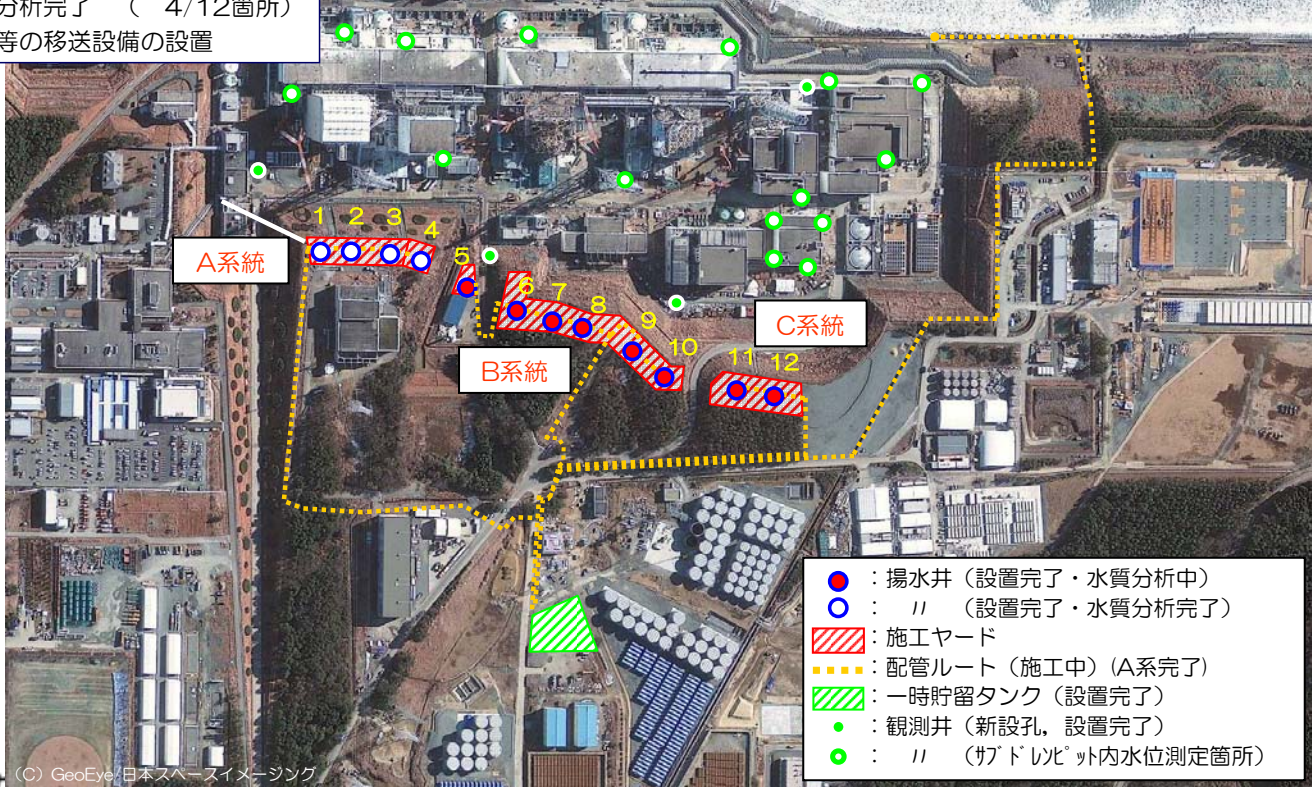 分析完了 （ 4/12箇所）
等の移送設備の設置
A系統
1 2 3 4
5
6 7 8 9 10
B系統
C系統
11 12
：揚水井（設置完了・水質分析中）
： 〃 （設置完了・水質分析完了）
：施工ヤード
：配管ルート（施工中）(A系完了)
：一時貯留タンク（設置完了）
：観測井（新設孔，設置完了）
： 〃 （ｻﾌﾞﾄﾞﾚﾝﾋﾟｯﾄ内水位測定箇所）
（C）GeoEye/日本スペースイメージング